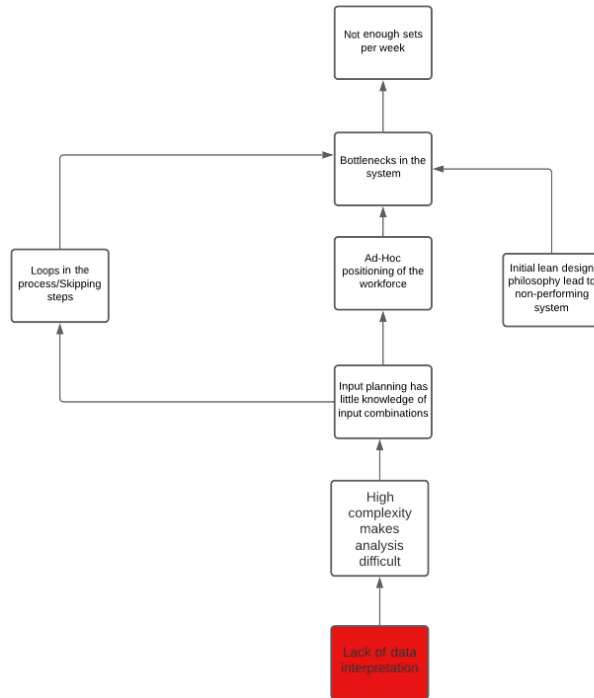 Not enough sets
per week
Bottlenecks in the
system
Loops in the
process/Skipping
steps
Ad-Hoc
positioning of the
workforce
Initial lean design
philosophy lead to
non-performing
system
Input planning has
little knowledge of
input combinations
High
complexity
makes
analysis
difficult
Lack of data
interpretation